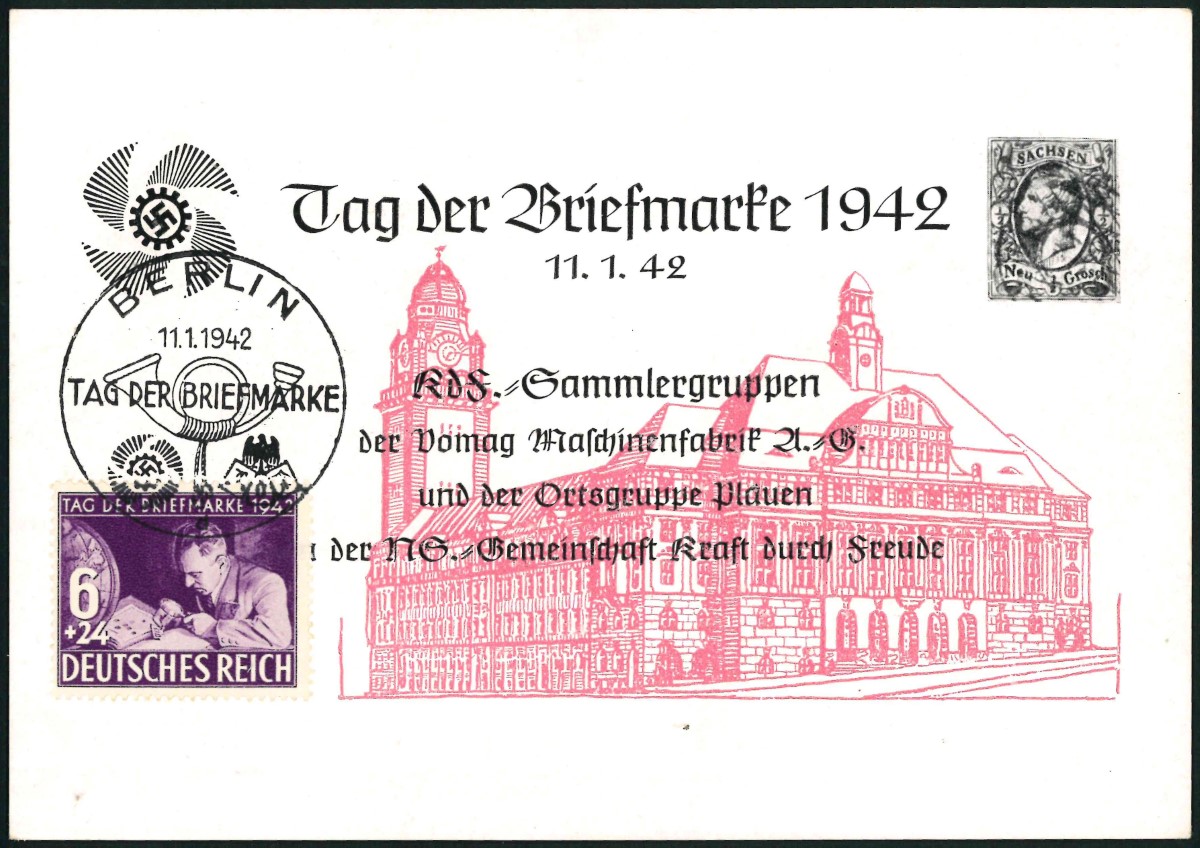 Tag der Briefmarke 1942
11. 1. 42
SACHSEN
Neu Grosch
BERLIN
11.1.1942
TAG DER BRIEFMARKE
KdF.-Sammlergruppen
der Vomag Maschinenfabrik A.-G.
und der Ortsgruppe Plauen
der NS.-Gemeinschaft Kraft durch Freude
TAG DER BRIEFMARKE 1942
6
+24
DEUTSCHES REICH